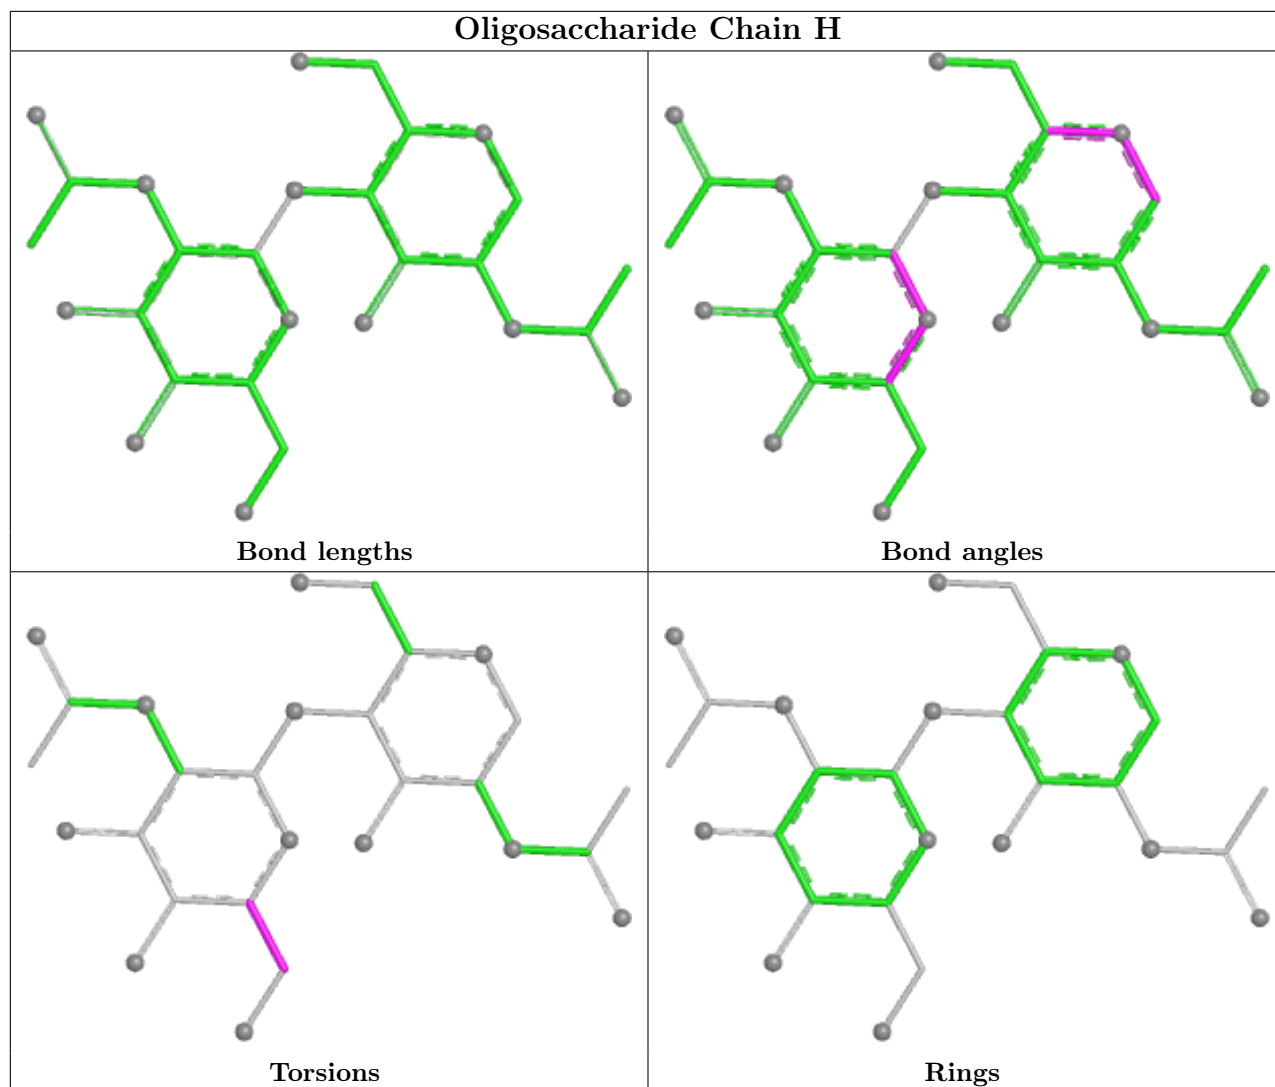 Oligosaccharide Chain H
Bond lengths
Bond angles
Torsions
Rings